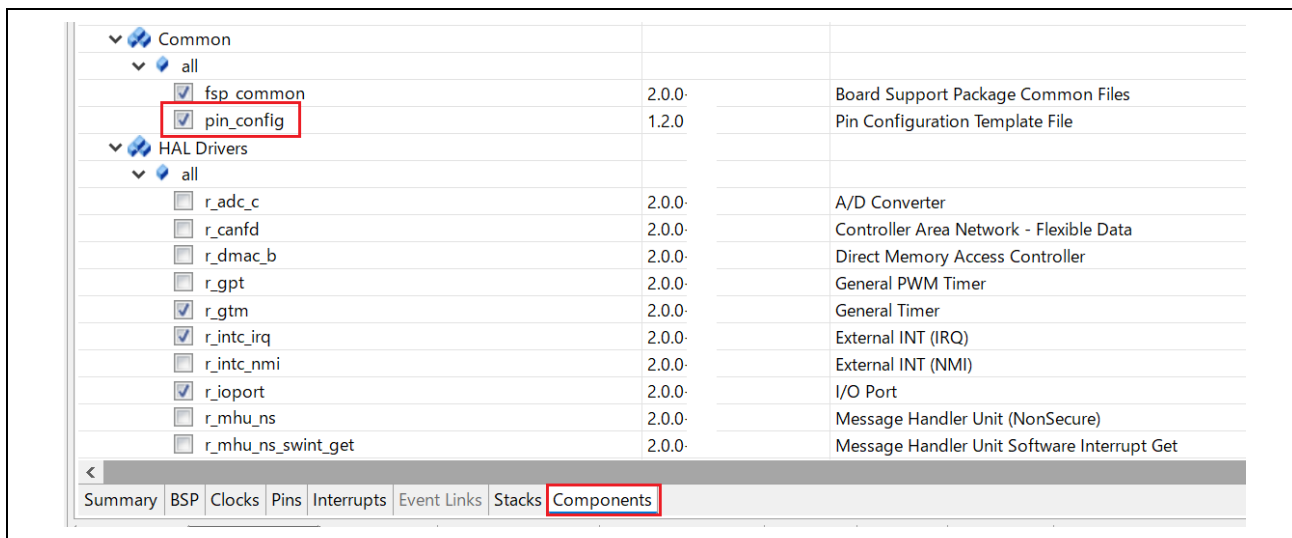 Common
all
fsp_common 2.0.0- Board Support Package Common Files
pin_config 1.2.0 Pin Configuration Template File
HAL Drivers
all
r_adc_c 2.0.0- A/D Converter
r_canfd 2.0.0- Controller Area Network - Flexible Data
r_dmac_b 2.0.0- Direct Memory Access Controller
r_gpt 2.0.0- General PWM Timer
r_gtm 2.0.0- General Timer
r_intc_irq 2.0.0- External INT (IRQ)
r_intc_nmi 2.0.0- External INT (NMI)
r_ioport 2.0.0- I/O Port
r_mhu_ns 2.0.0- Message Handler Unit (NonSecure)
r_mhu_ns_swint_get 2.0.0- Message Handler Unit Software Interrupt Get
Summary BSP Clocks Pins Interrupts Event Links Stacks Components